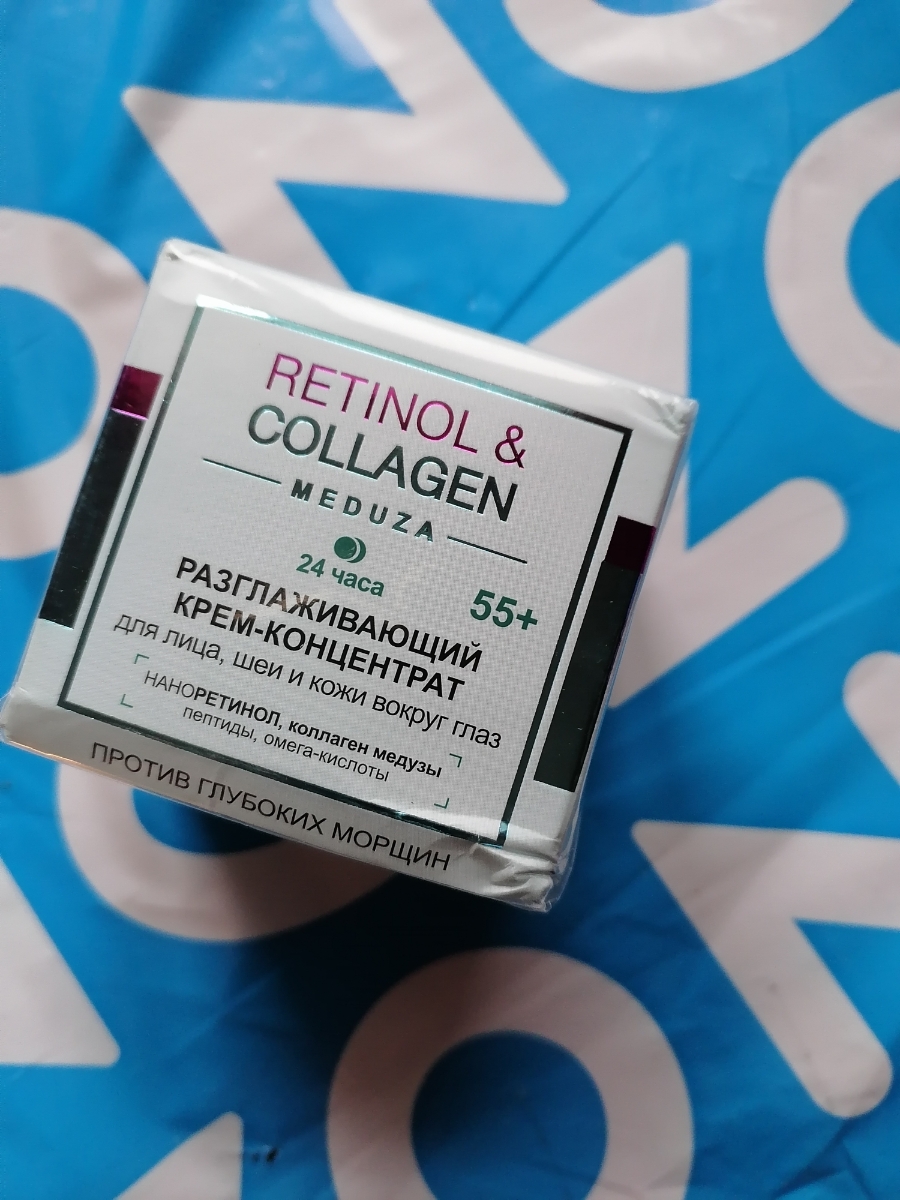 RETINOL &
COLLAGEN
MEDUZA
24 часа
55+
РАЗГЛАЖИВАЮЩИЙ
КРЕМ-КОНЦЕНТРАТ
для лица, шеи и кожи вокруг глаз
НАНОРЕТИНОЛ, коллаген медузы
пептиды, омега-кислоты
ПРОТИВ ГЛУБОКИХ МОРЩИН